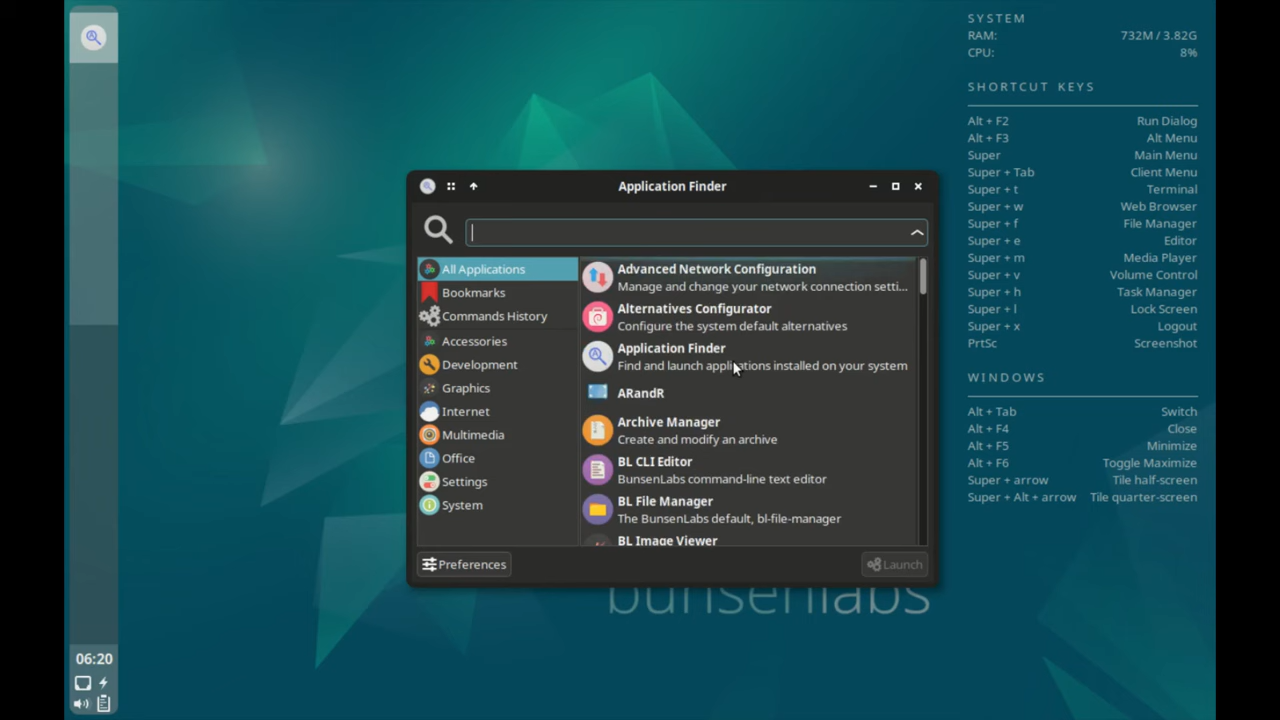 SYSTEM
RAM: 732M / 3.82G
CPU: 8%
SHORTCUT KEYS
Alt + F2 Run Dialog
Alt + F3 Alt Menu
Super Main Menu
Super + Tab Client Menu
Super + t Terminal
Super + w Web Browser
Super + f File Manager
Super + e Editor
Super + m Media Player
Super + v Volume Control
Super + h Task Manager
Super + l Lock Screen
Super + x Logout
PrtSc Screenshot
WINDOWS
Alt + Tab Switch
Alt + F4 Close
Alt + F5 Minimize
Alt + F6 Toggle Maximize
Super + arrow Tile half-screen
Super + Alt + arrow Tile quarter-screen
Application Finder
All Applications
Bookmarks
Commands History
Accessories
Development
Graphics
Internet
Multimedia
Office
Settings
System
Advanced Network Configuration
Manage and change your network connection setti...
Alternatives Configurator
Configure the system default alternatives
Application Finder
Find and launch applications installed on your system
ARandR
Archive Manager
Create and modify an archive
BL CLI Editor
BunsenLabs command-line text editor
BL File Manager
The BunsenLabs default, bl-file-manager
BL Image Viewer
Preferences
Launch
bunsenlabs
06:20